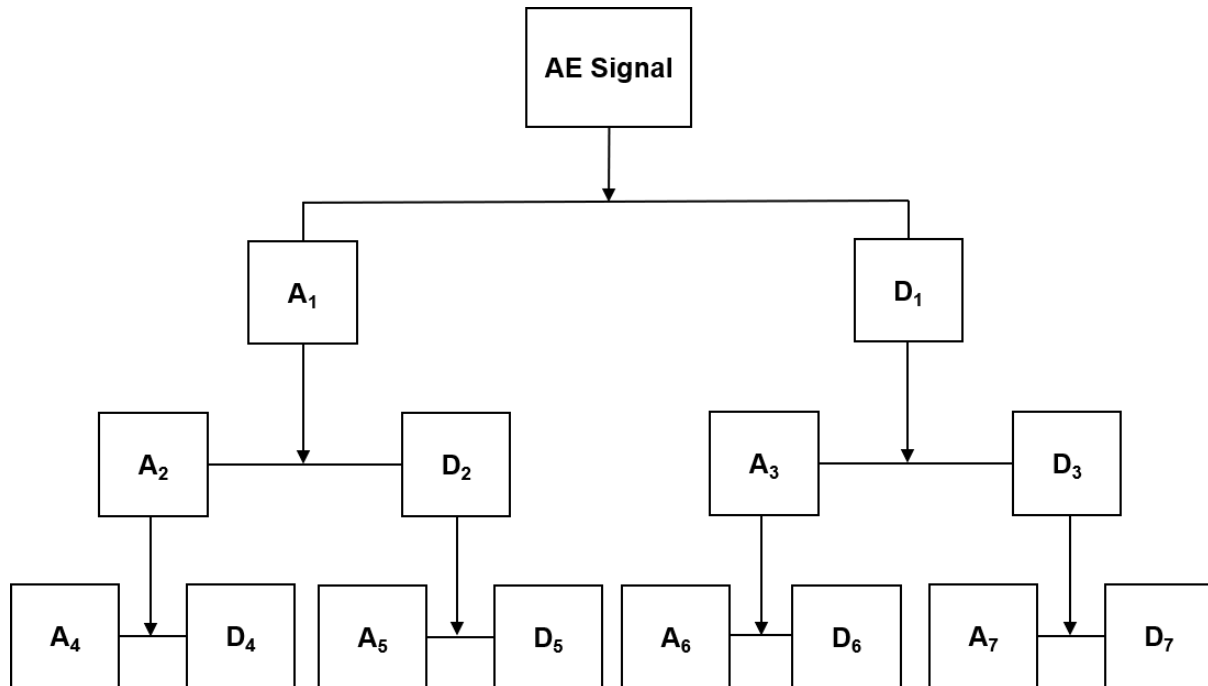 AE Signal
A₁
D₁
A₂
D₂
A₃
D₃
A₄
D₄
A₅
D₅
A₆
D₆
A₇
D₇